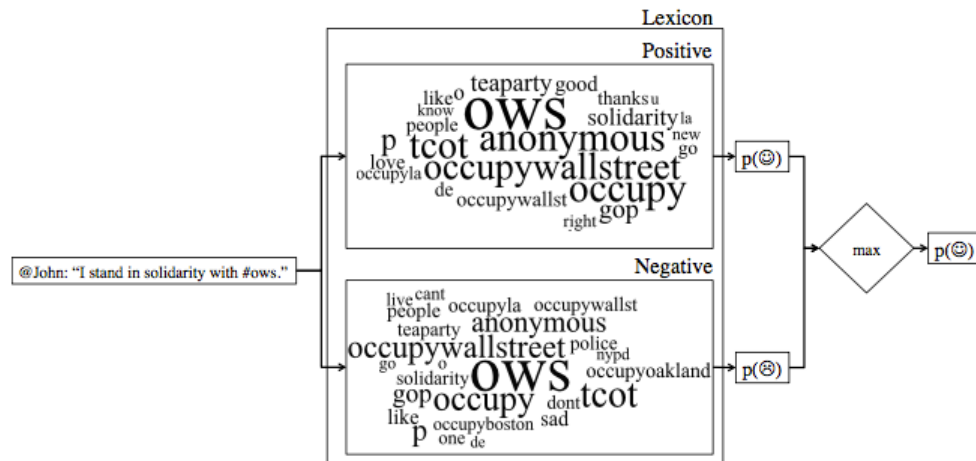 Lexicon
Positive
teaparty good
like o
ows
thanks u
know
solidarity la
people
anonymous
new
p
tcot
go
love
occupywallstreet
occupyla
de
occupywallst
occupy
right
gop
p(☺)
max
p(☺)
@John: “I stand in solidarity with #ows.”
Negative
live cant
people
occupyla
occupywallst
teaparty
anonymous
occupywallstreet
police
nypd
go
o
ows
occupyoakland
solidarity
gop
occupy
dont
tcot
like
sad
p
occupyboston
one de
p(☹)